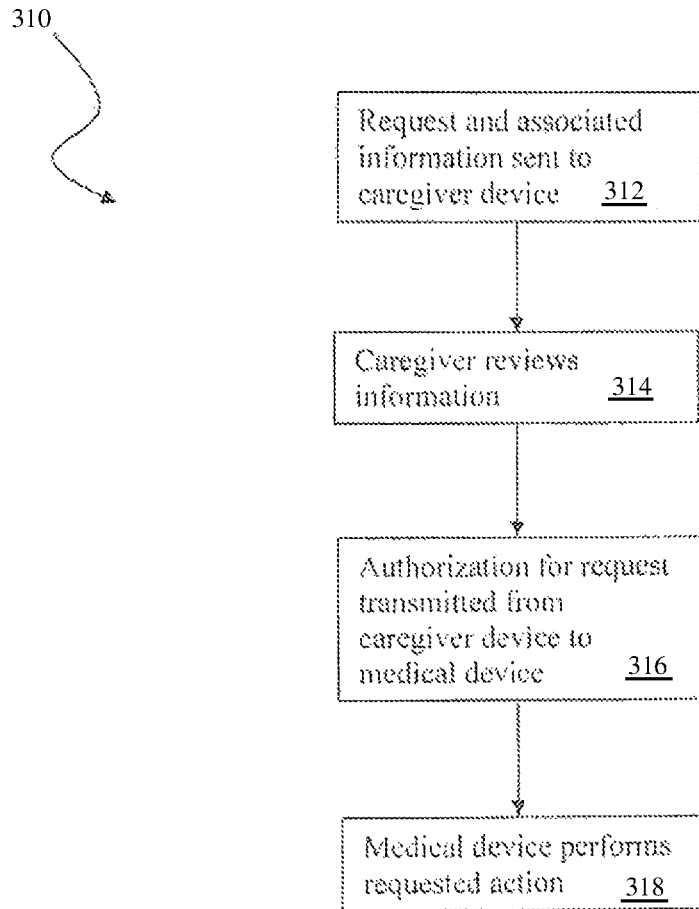 310
Request and associated
information sent to
caregiver device 312
Caregiver reviews
information 314
Authorization for request
transmitted from
caregiver device to
medical device 316
Medical device performs
requested action 318